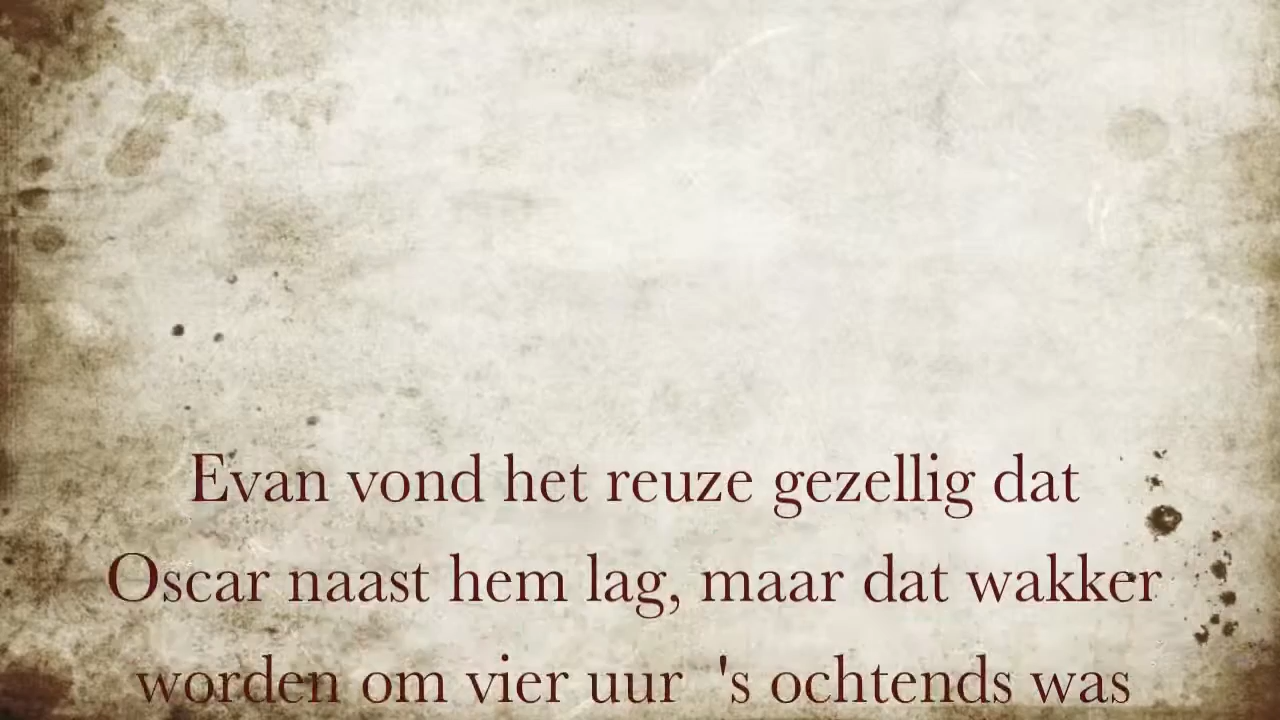 Evan vond het reuze gezellig dat
Oscar naast hem lag, maar dat wakker
worden om vier uur  's ochtends was